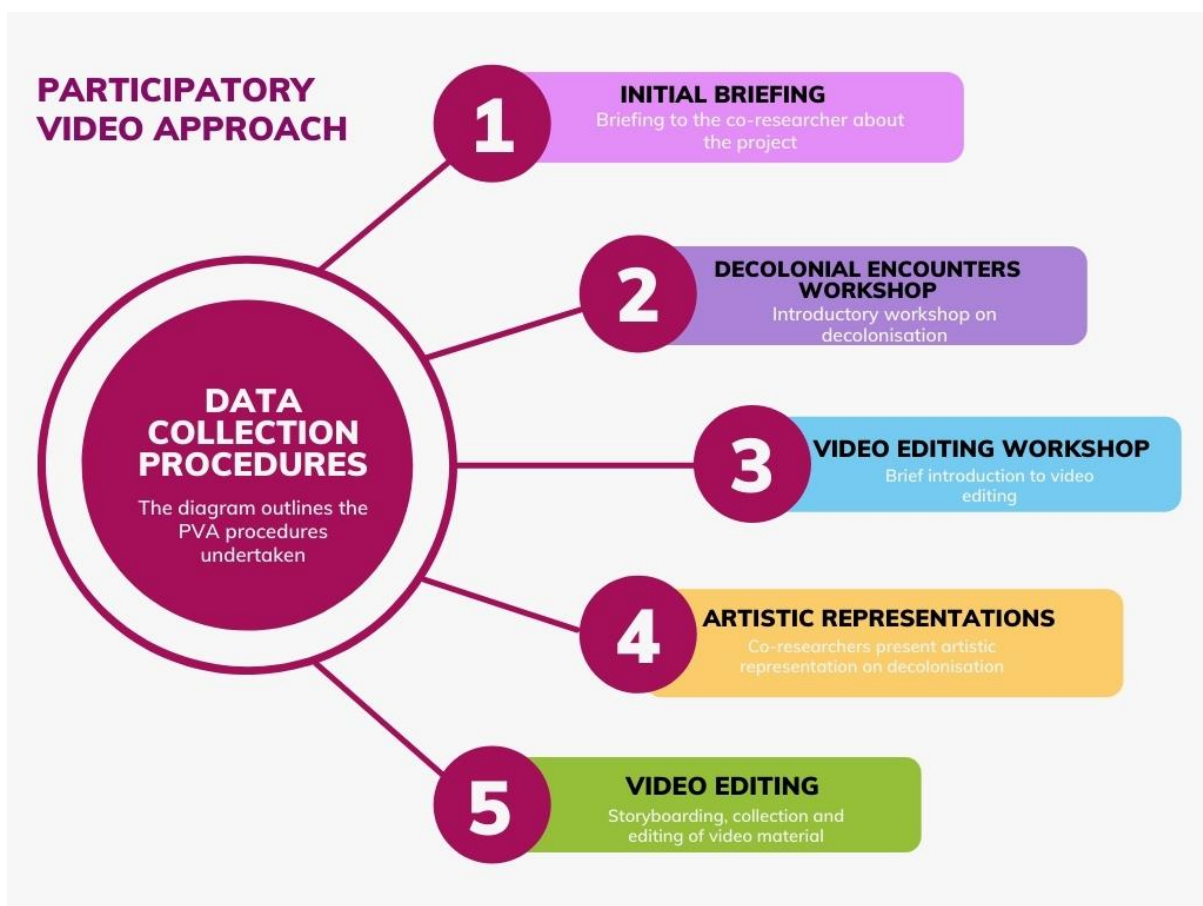 PARTICIPATORY
VIDEO APPROACH
1
INITIAL BRIEFING
Briefing to the co-researcher about
the project
2
DECOLONIAL ENCOUNTERS
WORKSHOP
Introductory workshop on
decolonisation
DATA
COLLECTION
PROCEDURES
The diagram outlines the
PVA procedures
undertaken
3
VIDEO EDITING WORKSHOP
Brief introduction to video
editing
4
ARTISTIC REPRESENTATIONS
Co-researchers present artistic
representation on decolonisation
5
VIDEO EDITING
Storyboarding, collection and
editing of video material